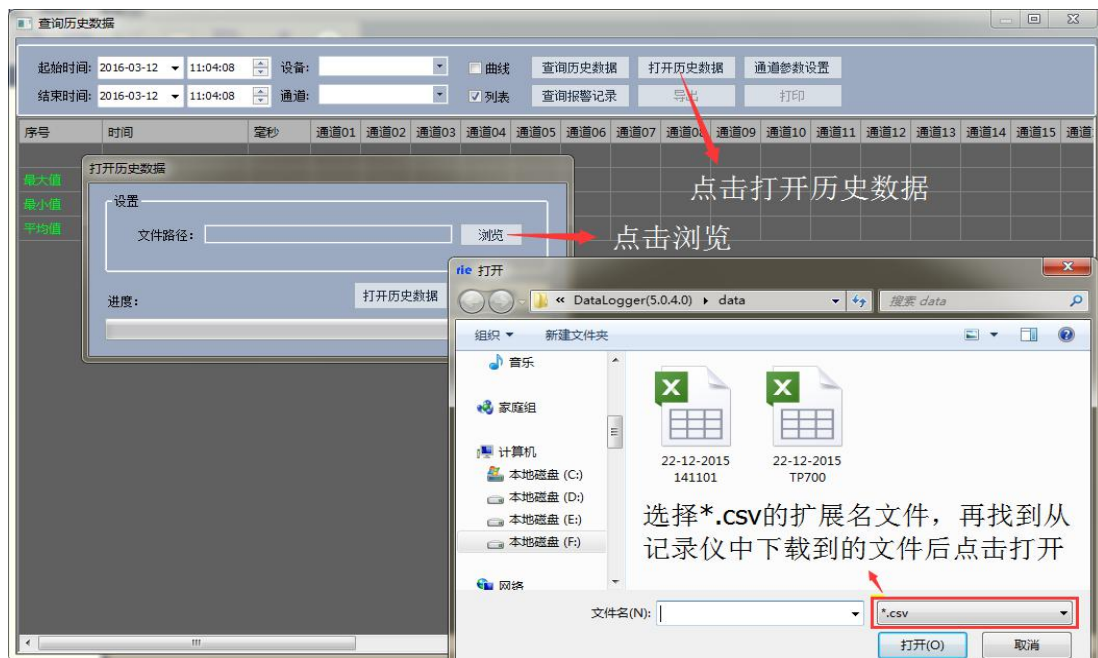 查询历史数据
起始时间: 2016-03-12 11:04:08 设备: 曲线 查询历史数据 打开历史数据 通道参数设置
结束时间: 2016-03-12 11:04:08 通道: 列表 查询报警记录 导出 打印
序号 时间 毫秒 通道01 通道02 通道03 通道04 通道05 通道06 通道07 通道08 通道09 通道10 通道11 通道12 通道13 通道14 通道15 通道
最大值
最小值
平均值
打开历史数据
设置
文件路径: 浏览
进度: 打开历史数据
点击打开历史数据
点击浏览
rie 打开
« DataLogger(5.0.4.0) data 搜索 data
组织 新建文件夹
音乐
家庭组
计算机
本地磁盘 (C:)
本地磁盘 (D:)
本地磁盘 (E:)
本地磁盘 (F:)
网络
22-12-2015
141101
22-12-2015
TP700
选择*.csv的扩展名文件，再找到从
记录仪中下载到的文件后点击打开
文件名(N): *.csv
打开(O) 取消